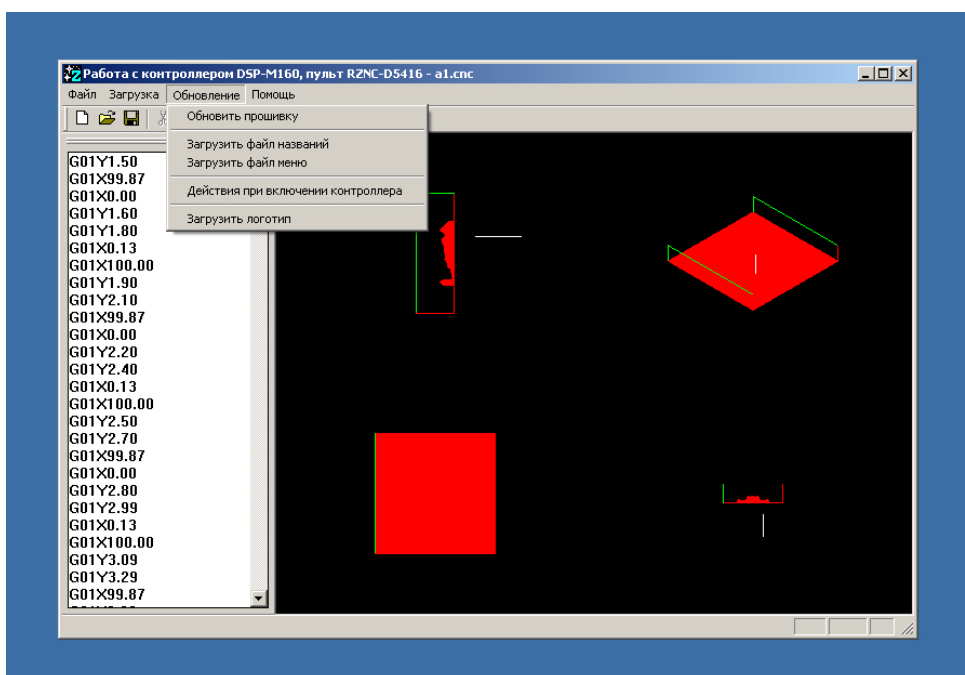 Работа с контроллером DSP-M160, пульт RZNC-D5416 - a1.cnc
Файл Загрузка Обновление Помощь
Обновить прошивку
Загрузить файл названий
Загрузить файл меню
Действия при включении контроллера
Загрузить логотип
G01Y1.50
G01X99.87
G01X0.00
G01Y1.60
G01Y1.80
G01X0.13
G01X100.00
G01Y1.90
G01Y2.10
G01X99.87
G01X0.00
G01Y2.20
G01Y2.40
G01X0.13
G01X100.00
G01Y2.50
G01Y2.70
G01X99.87
G01X0.00
G01Y2.80
G01Y2.99
G01X0.13
G01X100.00
G01Y3.09
G01Y3.29
G01X99.87